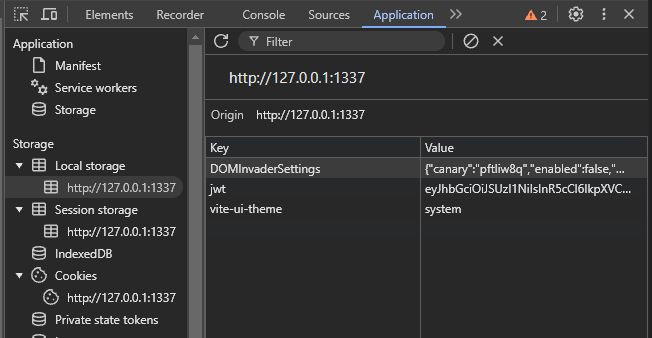 Elements Recorder Console Sources Application 2
Application
Manifest
Service workers
Storage
Storage
Local storage
http://127.0.0.1:1337
Session storage
http://127.0.0.1:1337
IndexedDB
Cookies
http://127.0.0.1:1337
Private state tokens
Filter
http://127.0.0.1:1337
Origin http://127.0.0.1:1337
Key Value
DOMInvaderSettings {"canary":"pftliw8q","enabled":false,"...
jwt eyJhbGciOiJSUzI1NiIsInR5cCI6IkpXVC...
vite-ui-theme system